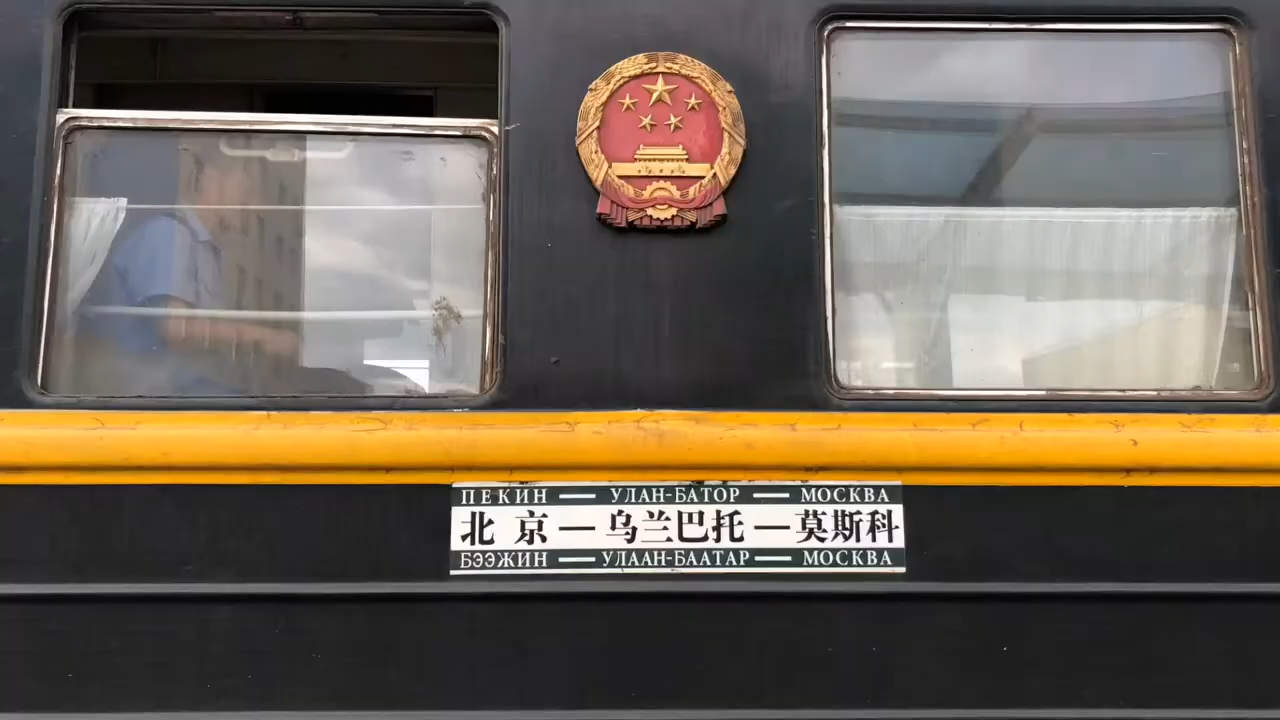 ПЕКИН — УЛАН-БАТОР — МОСКВА
北京—乌兰巴托—莫斯科
БЭЭЖИН — УЛААН-БААТАР — МОСКВА